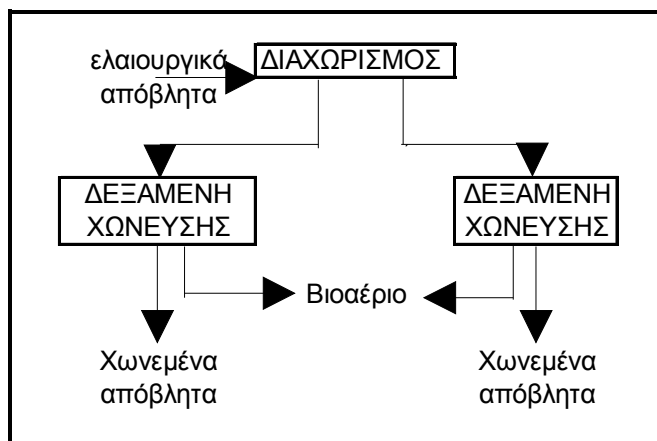 ελαιουργικά
απόβλητα
ΔΙΑΧΩΡΙΣΜΟΣ
ΔΕΞΑΜΕΝΗ
ΧΩΝΕΥΣΗΣ
ΔΕΞΑΜΕΝΗ
ΧΩΝΕΥΣΗΣ
Βιοαέριο
Χωνεμένα
απόβλητα
Χωνεμένα
απόβλητα